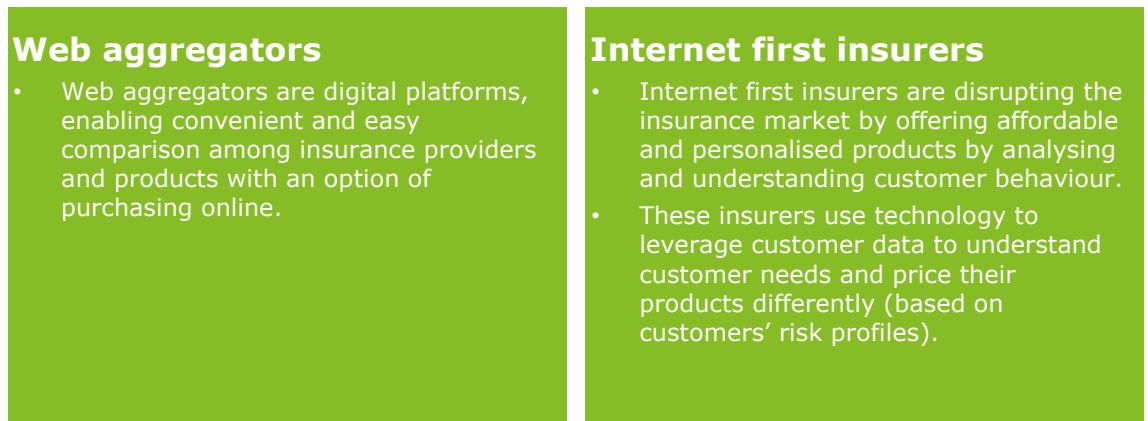 Web aggregators
• Web aggregators are digital platforms,
enabling convenient and easy
comparison among insurance providers
and products with an option of
purchasing online.
Internet first insurers
• Internet first insurers are disrupting the
insurance market by offering affordable
and personalised products by analysing
and understanding customer behaviour.
• These insurers use technology to
leverage customer data to understand
customer needs and price their
products differently (based on
customers’ risk profiles).